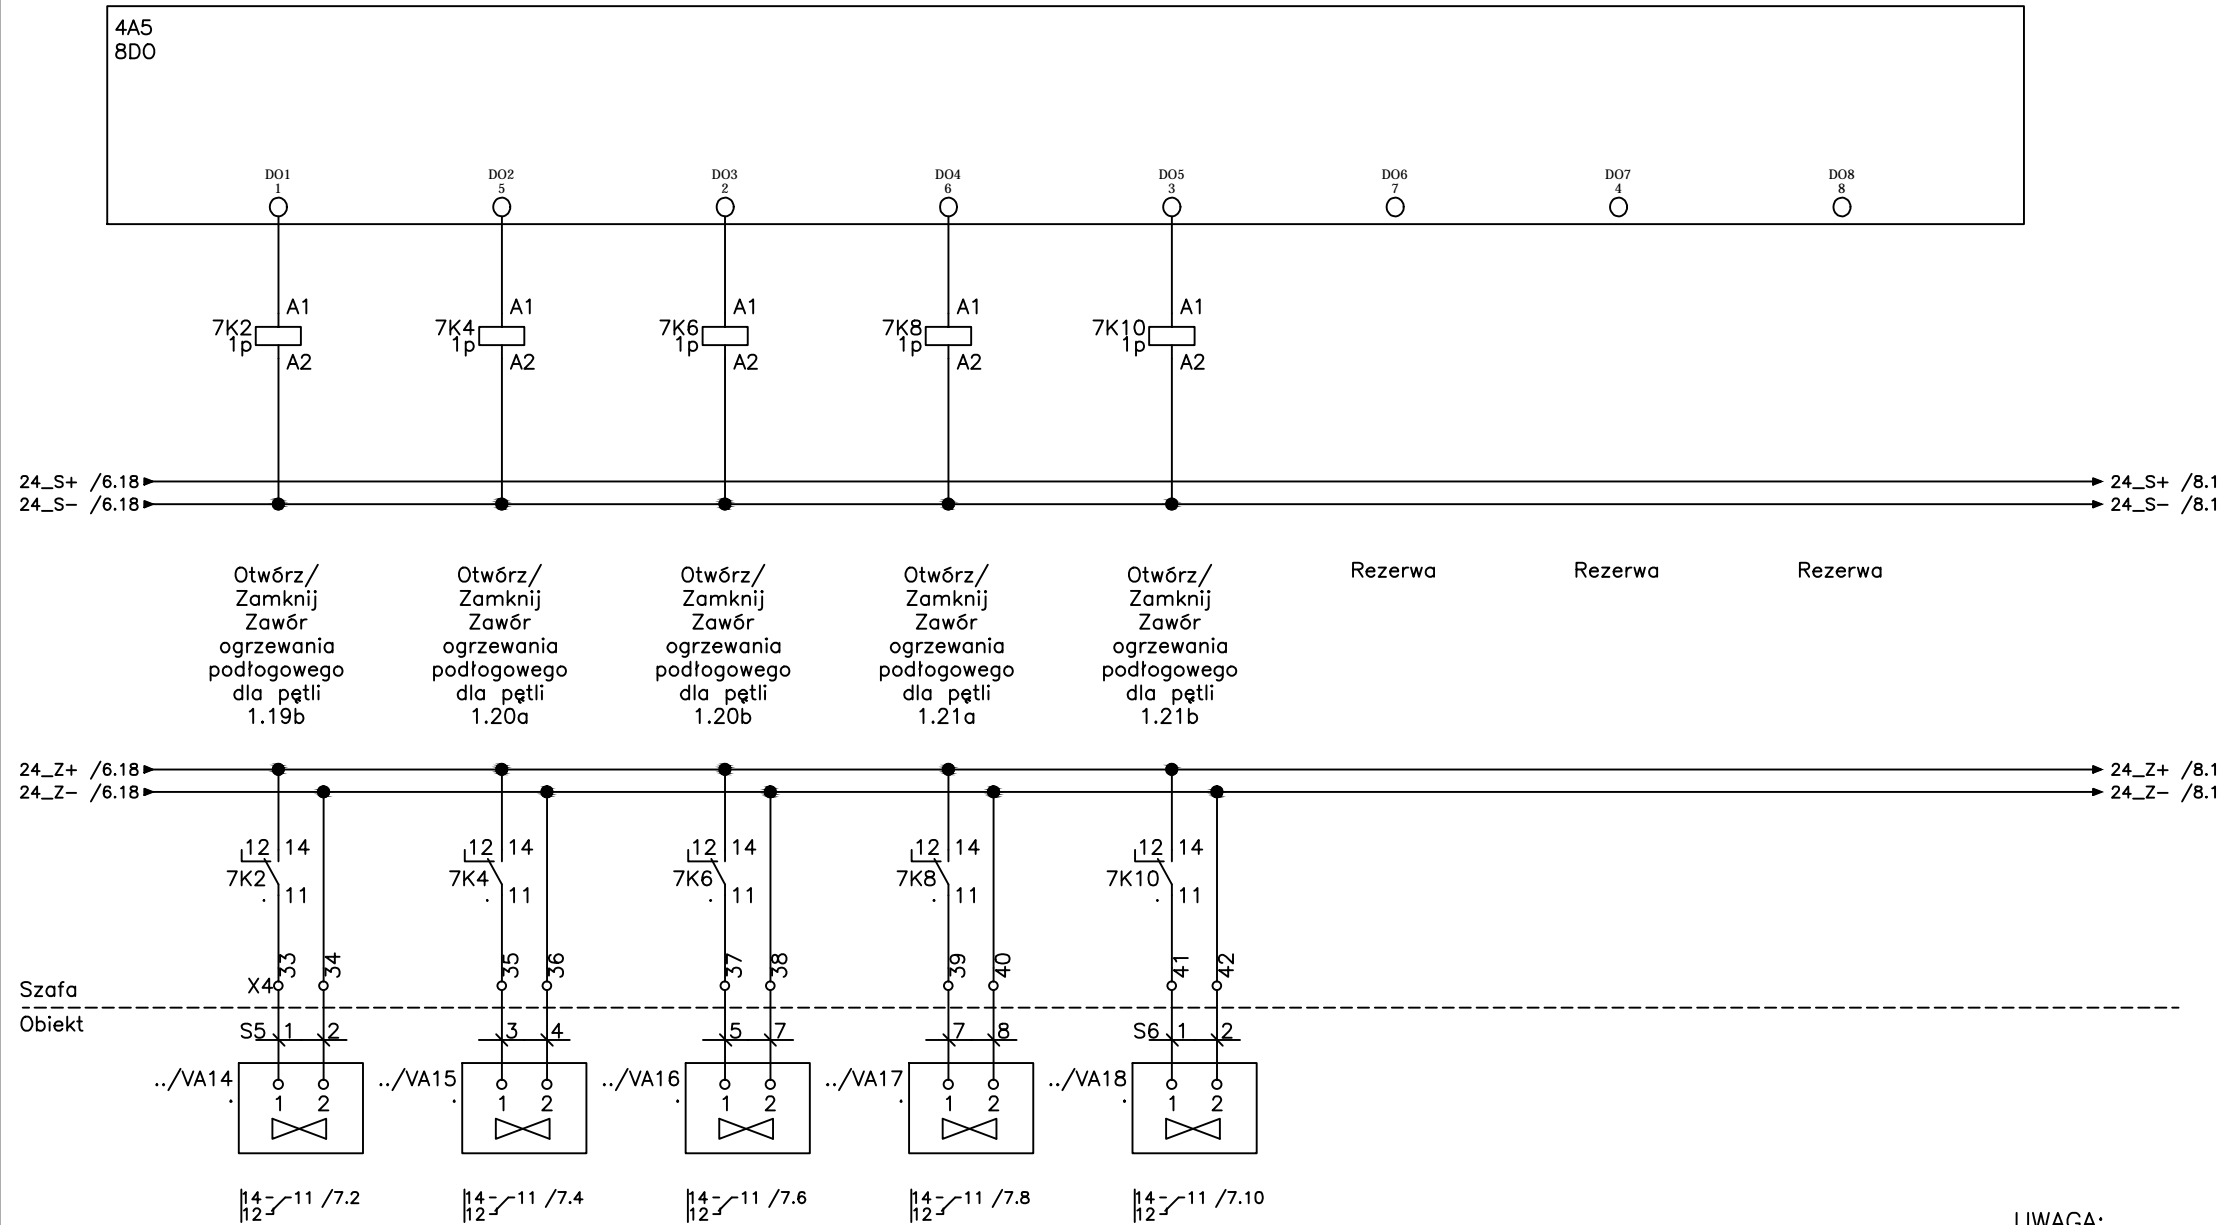 4A5
8DO
DO1 DO2 DO3 DO4 DO5 DO6 DO7 DO8
1 5 2 6 3 7 4 8
A1 A1 A1 A1 A1
7K2 7K4 7K6 7K8 7K10
1p 1p 1p 1p 1p
A2 A2 A2 A2 A2
24_S+ /6.18 24_S+ /8.1
24_S- /6.18 24_S- /8.1
Otwórz/ Otwórz/ Otwórz/ Otwórz/ Otwórz/ Rezerwa Rezerwa Rezerwa
Zamknij Zamknij Zamknij Zamknij Zamknij
Zawór Zawór Zawór Zawór Zawór
ogrzewania ogrzewania ogrzewania ogrzewania ogrzewania
podłogowego podłogowego podłogowego podłogowego podłogowego
dla pętli dla pętli dla pętli dla pętli dla pętli
1.19b 1.20a 1.20b 1.21a 1.21b
24_Z+ /6.18 24_Z+ /8.1
24_Z- /6.18 24_Z- /8.1
12 14 12 14 12 14 12 14 12 14
7K2 7K4 7K6 7K8 7K10
. 11 . 11 . 11 . 11 . 11
33 34 35 36 37 38 39 40 41 42
Szafa X4
Obiekt
S5 1 2 3 4 5 7 7 8 S6 1 2
../VA14 ../VA15 ../VA16 ../VA17 ../VA18
. 1 2 . 1 2 . 1 2 . 1 2 . 1 2
14 11 /7.2 14 11 /7.4 14 11 /7.6 14 11 /7.8 14 11 /7.10
12 12 12 12 12
UWAGA: